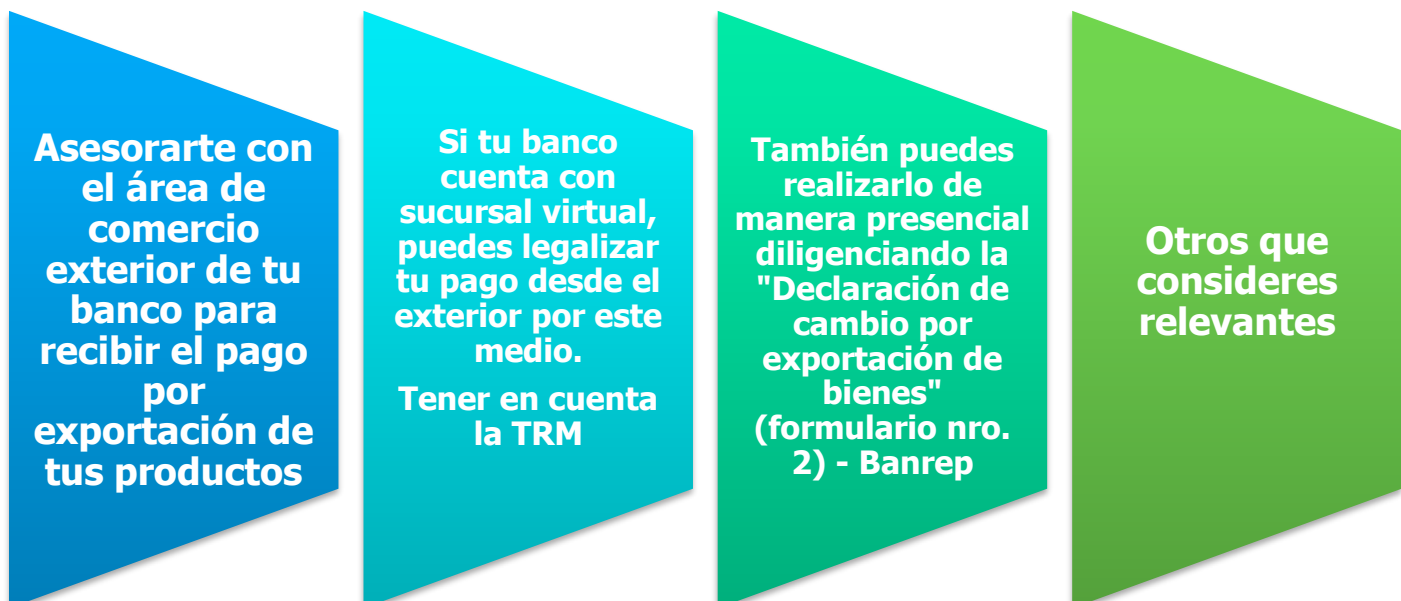 Asesorarte con
el área de
comercio
exterior de tu
banco para
recibir el pago
por
exportación de
tus productos
Si tu banco
cuenta con
sucursal virtual,
puedes legalizar
tu pago desde el
exterior por este
medio.
Tener en cuenta
la TRM
También puedes
realizarlo de
manera presencial
diligenciando la
"Declaración de
cambio por
exportación de
bienes"
(formulario nro.
2) - Banrep
Otros que
consideres
relevantes